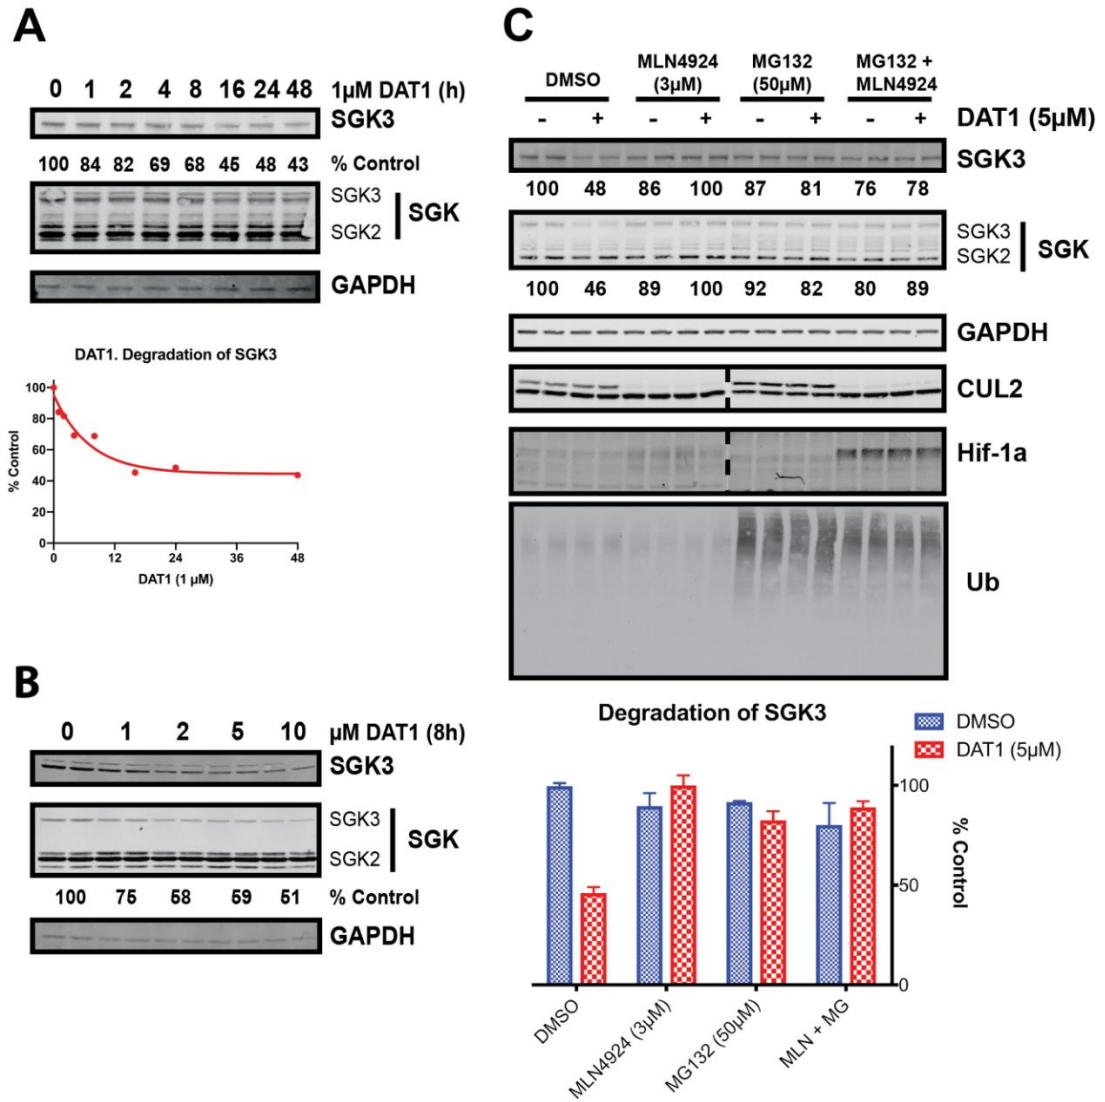 A
0 1 2 4 8 16 24 48 1µM DAT1 (h)
SGK3
100 84 82 69 68 45 48 43 % Control
SGK3
SGK2
SGK
GAPDH
DAT1. Degradation of SGK3
% Control
100
80
60
40
20
0
0 12 24 36 48
DAT1 (1 µM)
B
0 1 2 5 10 µM DAT1 (8h)
SGK3
SGK3
SGK2
SGK
100 75 58 59 51 % Control
GAPDH
C
DMSO
MLN4924
(3µM)
MG132
(50µM)
MG132 +
MLN4924
- + - + - + - + DAT1 (5µM)
SGK3
100 48 86 100 87 81 76 78
SGK3
SGK2
SGK
100 46 89 100 92 82 80 89
GAPDH
CUL2
Hif-1a
Ub
Degradation of SGK3
DMSO
DAT1 (5µM)
100
50
0
% Control
DMSO
MLN4924 (3µM)
MG132 (50µM)
MLN + MG